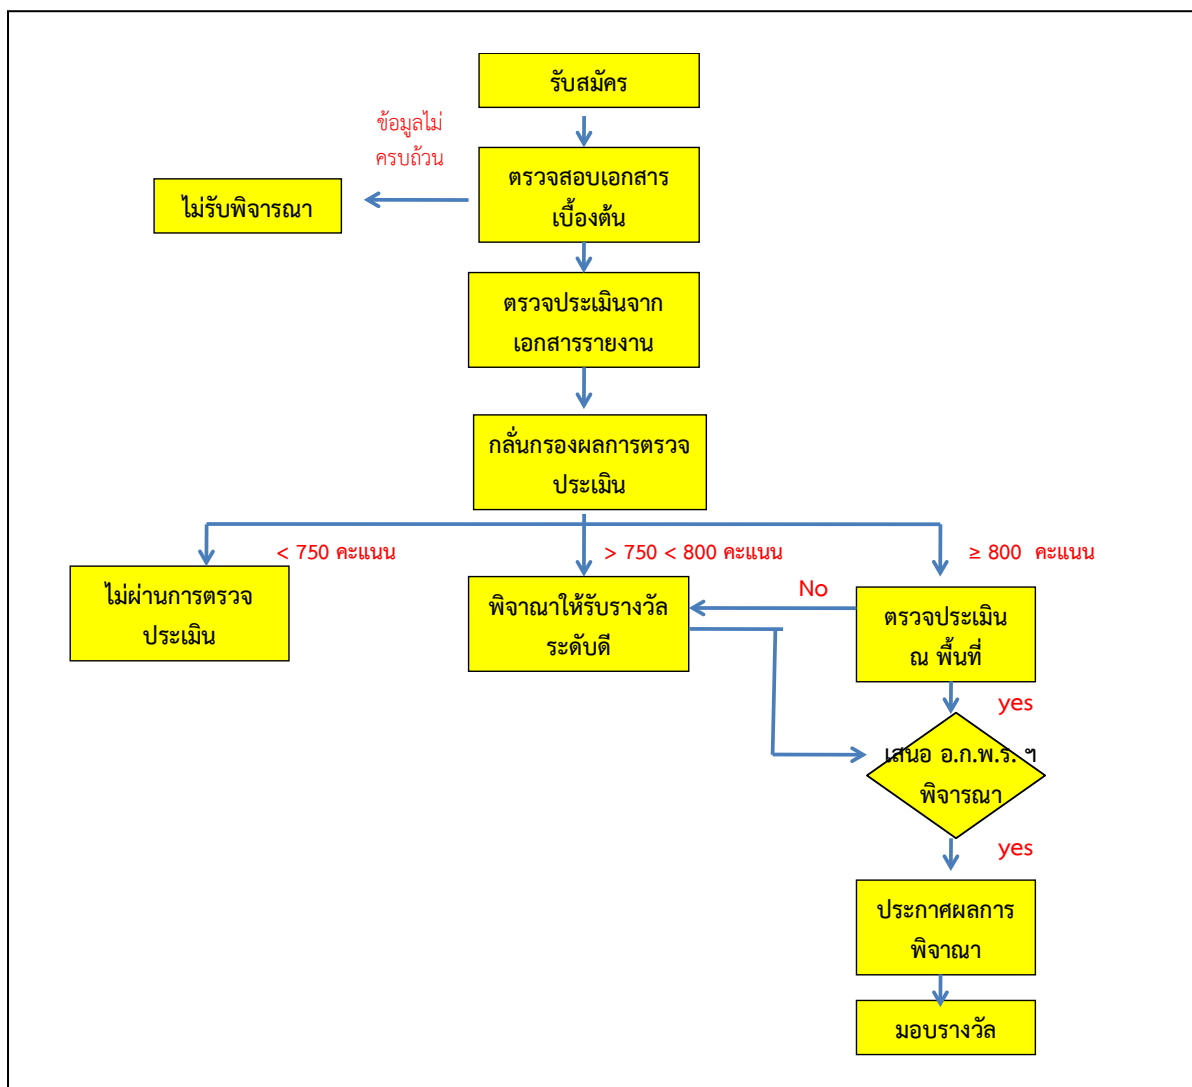 รับสมัคร
ข้อมูลไม่
ครบถ้วน
ตรวจสอบเอกสาร
เบื้องต้น
ไม่รับพิจารณา
ตรวจประเมินจาก
เอกสารรายงาน
กลั่นกรองผลการตรวจ
ประเมิน
< 750 คะแนน
> 750 < 800 คะแนน
≥ 800 คะแนน
ไม่ผ่านการตรวจ
ประเมิน
พิจาณาให้รับรางวัล
ระดับดี
No
ตรวจประเมิน
ณ พื้นที่
yes
เสนอ อ.ก.พ.ร. ฯ
พิจารณา
yes
ประกาศผลการ
พิจาณา
มอบรางวัล